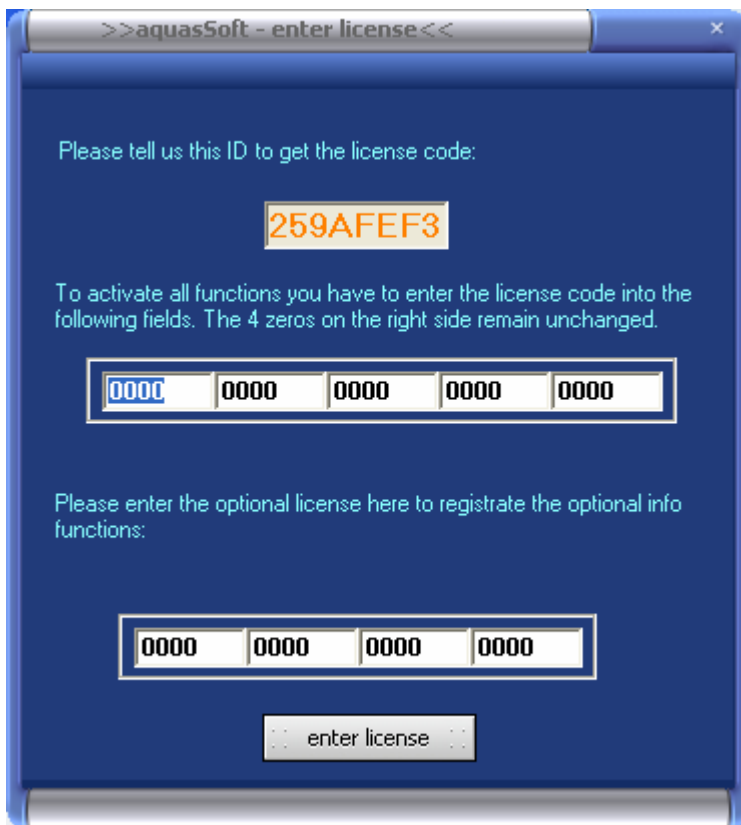 >>aquasSoft - enter license<<
Please tell us this ID to get the license code:
259AFEF3
To activate all functions you have to enter the license code into the
following fields. The 4 zeros on the right side remain unchanged.
0000 0000 0000 0000 0000
Please enter the optional license here to registrate the optional info
functions:
0000 0000 0000 0000
enter license